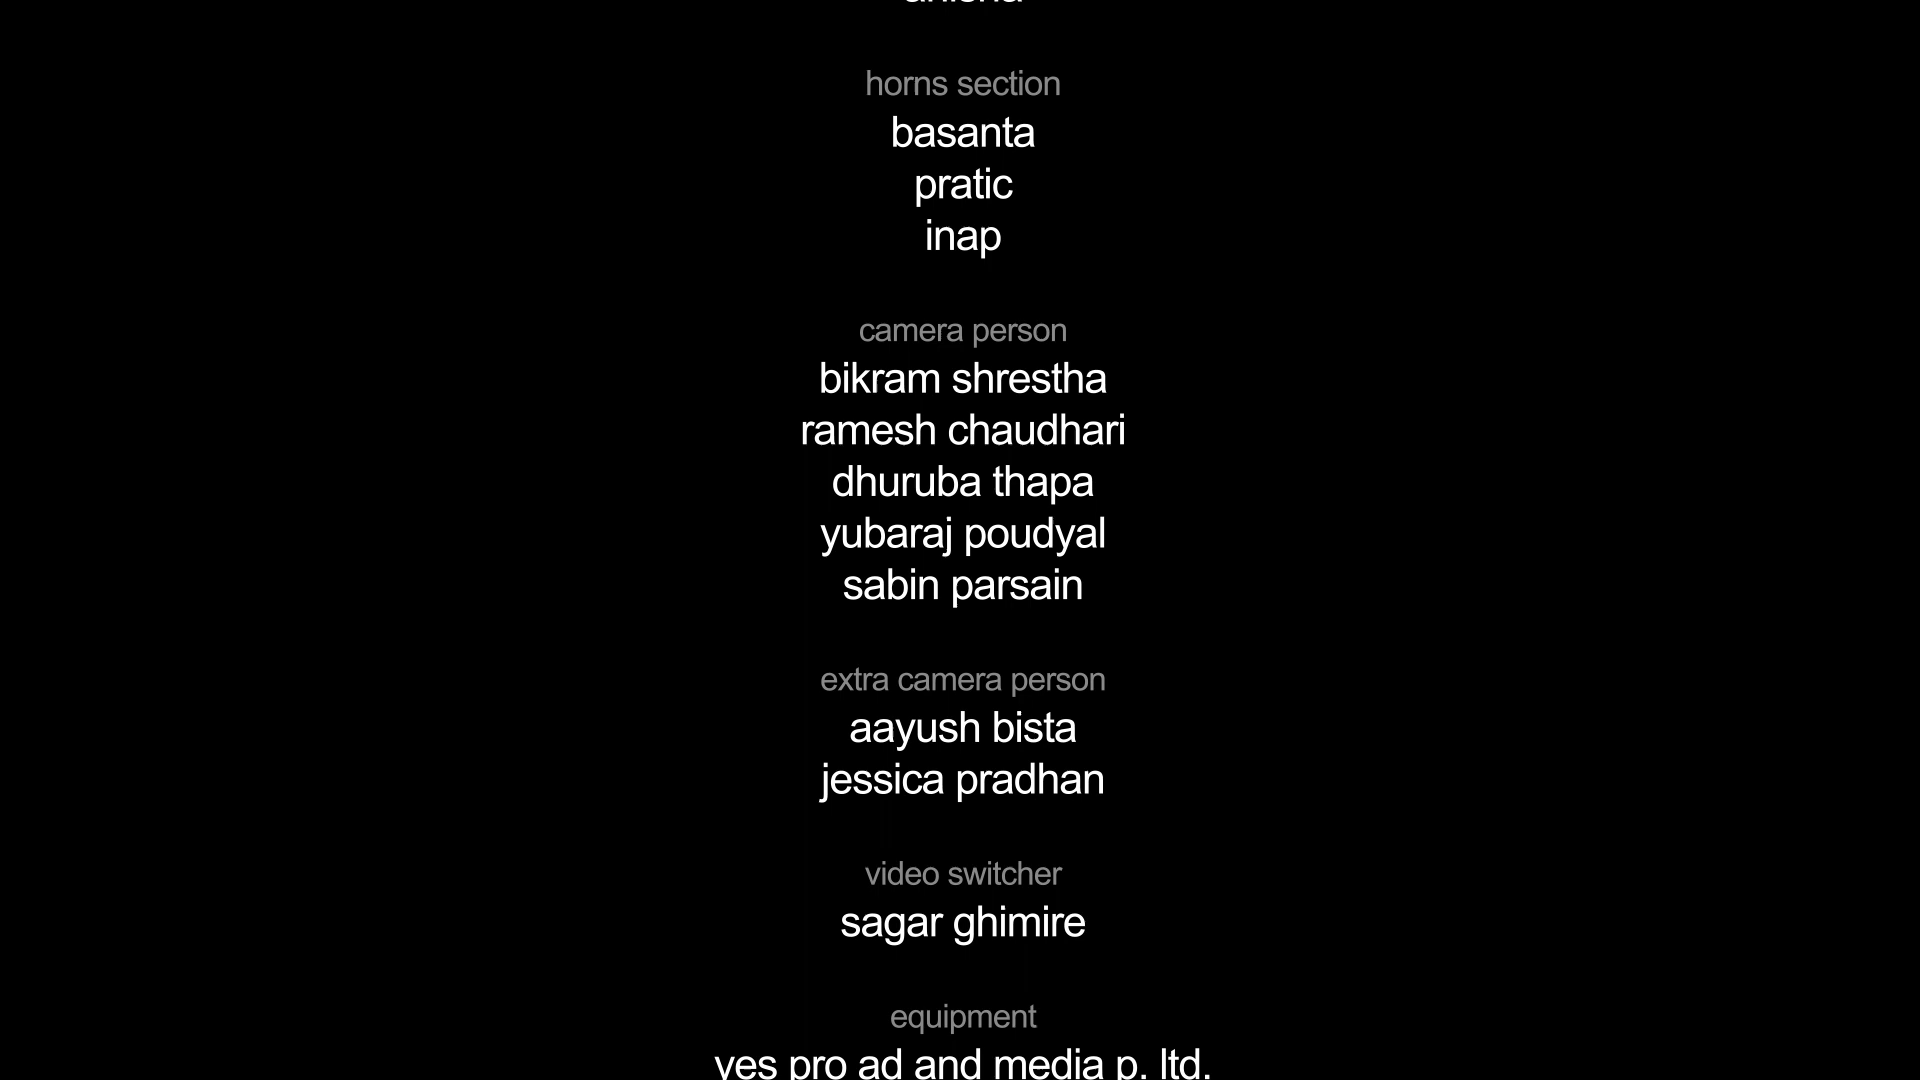 horns section
basanta
pratic
inap
camera person
bikram shrestha
ramesh chaudhari
dhuruba thapa
yubaraj poudyal
sabin parsain
extra camera person
aayush bista
jessica pradhan
video switcher
sagar ghimire
equipment
yes pro ad and media p. ltd.